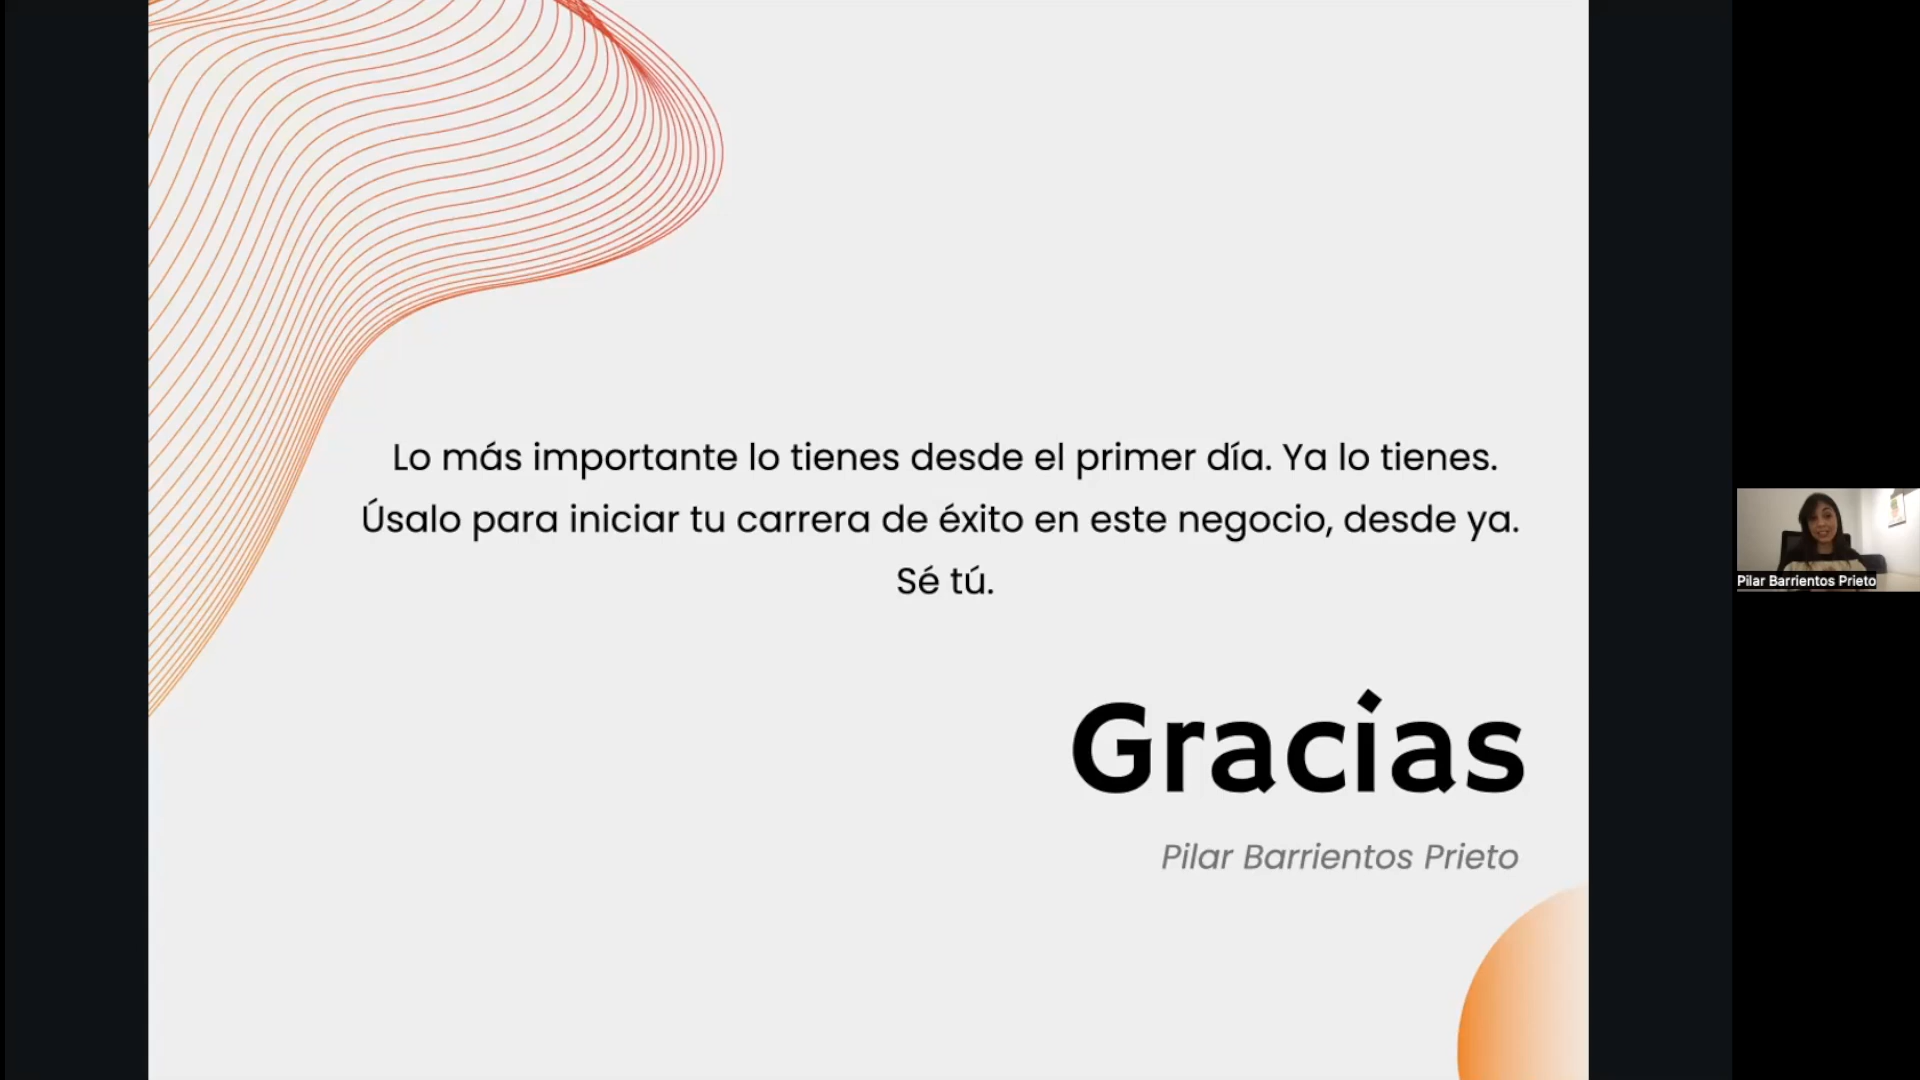 Lo más importante lo tienes desde el primer día. Ya lo tienes.
Úsalo para iniciar tu carrera de éxito en este negocio, desde ya.
Sé tú.
Gracias
Pilar Barrientos Prieto
Pilar Barrientos Prieto